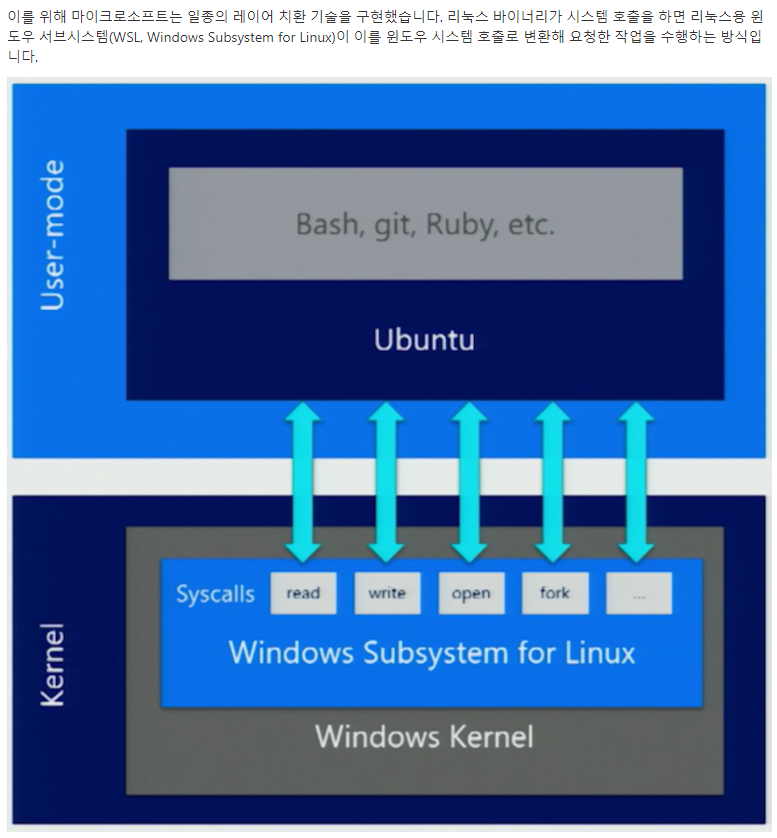 이를 위해 마이크로소프트는 일종의 레이어 치환 기술을 구현했습니다. 리눅스 바이너리가 시스템 호출을 하면 리눅스용 윈
도우 서브시스템(WSL, Windows Subsystem for Linux)이 이를 윈도우 시스템 호출로 변환해 요청한 작업을 수행하는 방식입
니다.
User-mode
Bash, git, Ruby, etc.
Ubuntu
Kernel
Syscalls read write open fork ...
Windows Subsystem for Linux
Windows Kernel